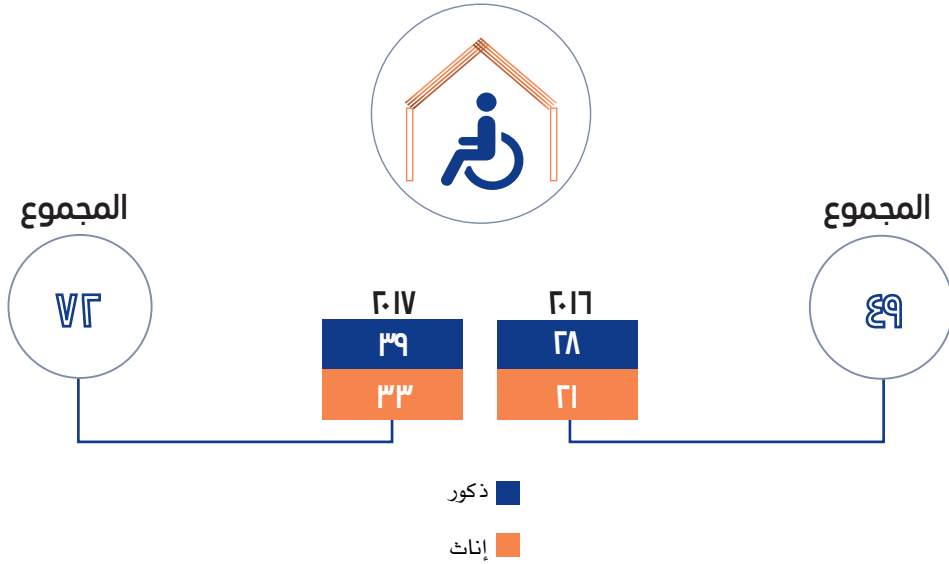 المجموع
المجموع
٤٩
٧٢
٢٠١٦
٢٠١٧
٢٨
٣٩
٢١
٣٣
ذكور
إناث